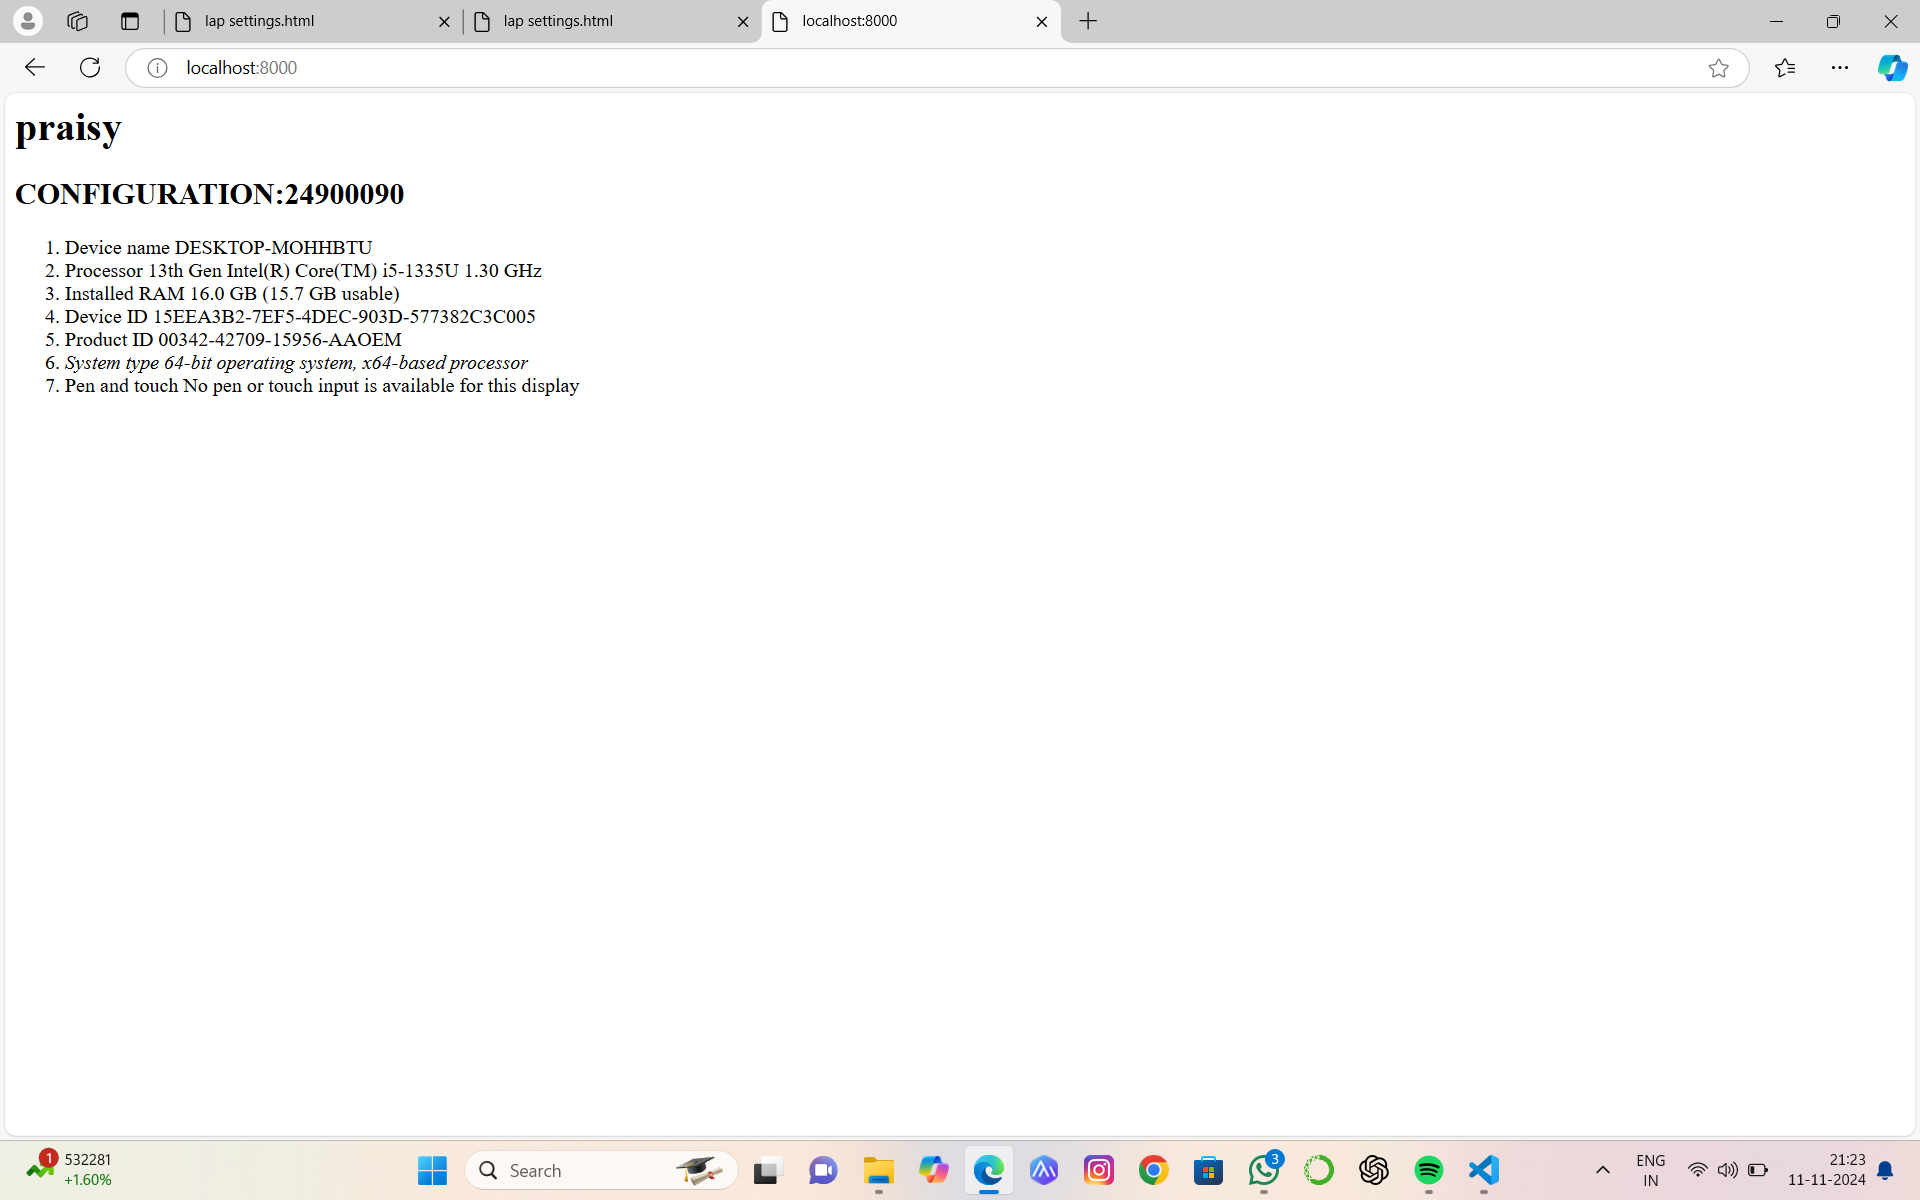 lap settings.html
lap settings.html
localhost:8000
localhost:8000
praisy
CONFIGURATION:24900090
1. Device name DESKTOP-MOHHBTU
2. Processor 13th Gen Intel(R) Core(TM) i5-1335U 1.30 GHz
3. Installed RAM 16.0 GB (15.7 GB usable)
4. Device ID 15EEA3B2-7EF5-4DEC-903D-577382C3C005
5. Product ID 00342-42709-15956-AAOEM
6. System type 64-bit operating system, x64-based processor
7. Pen and touch No pen or touch input is available for this display
1
532281
+1.60%
Search
3
ENG
IN
21:23
11-11-2024